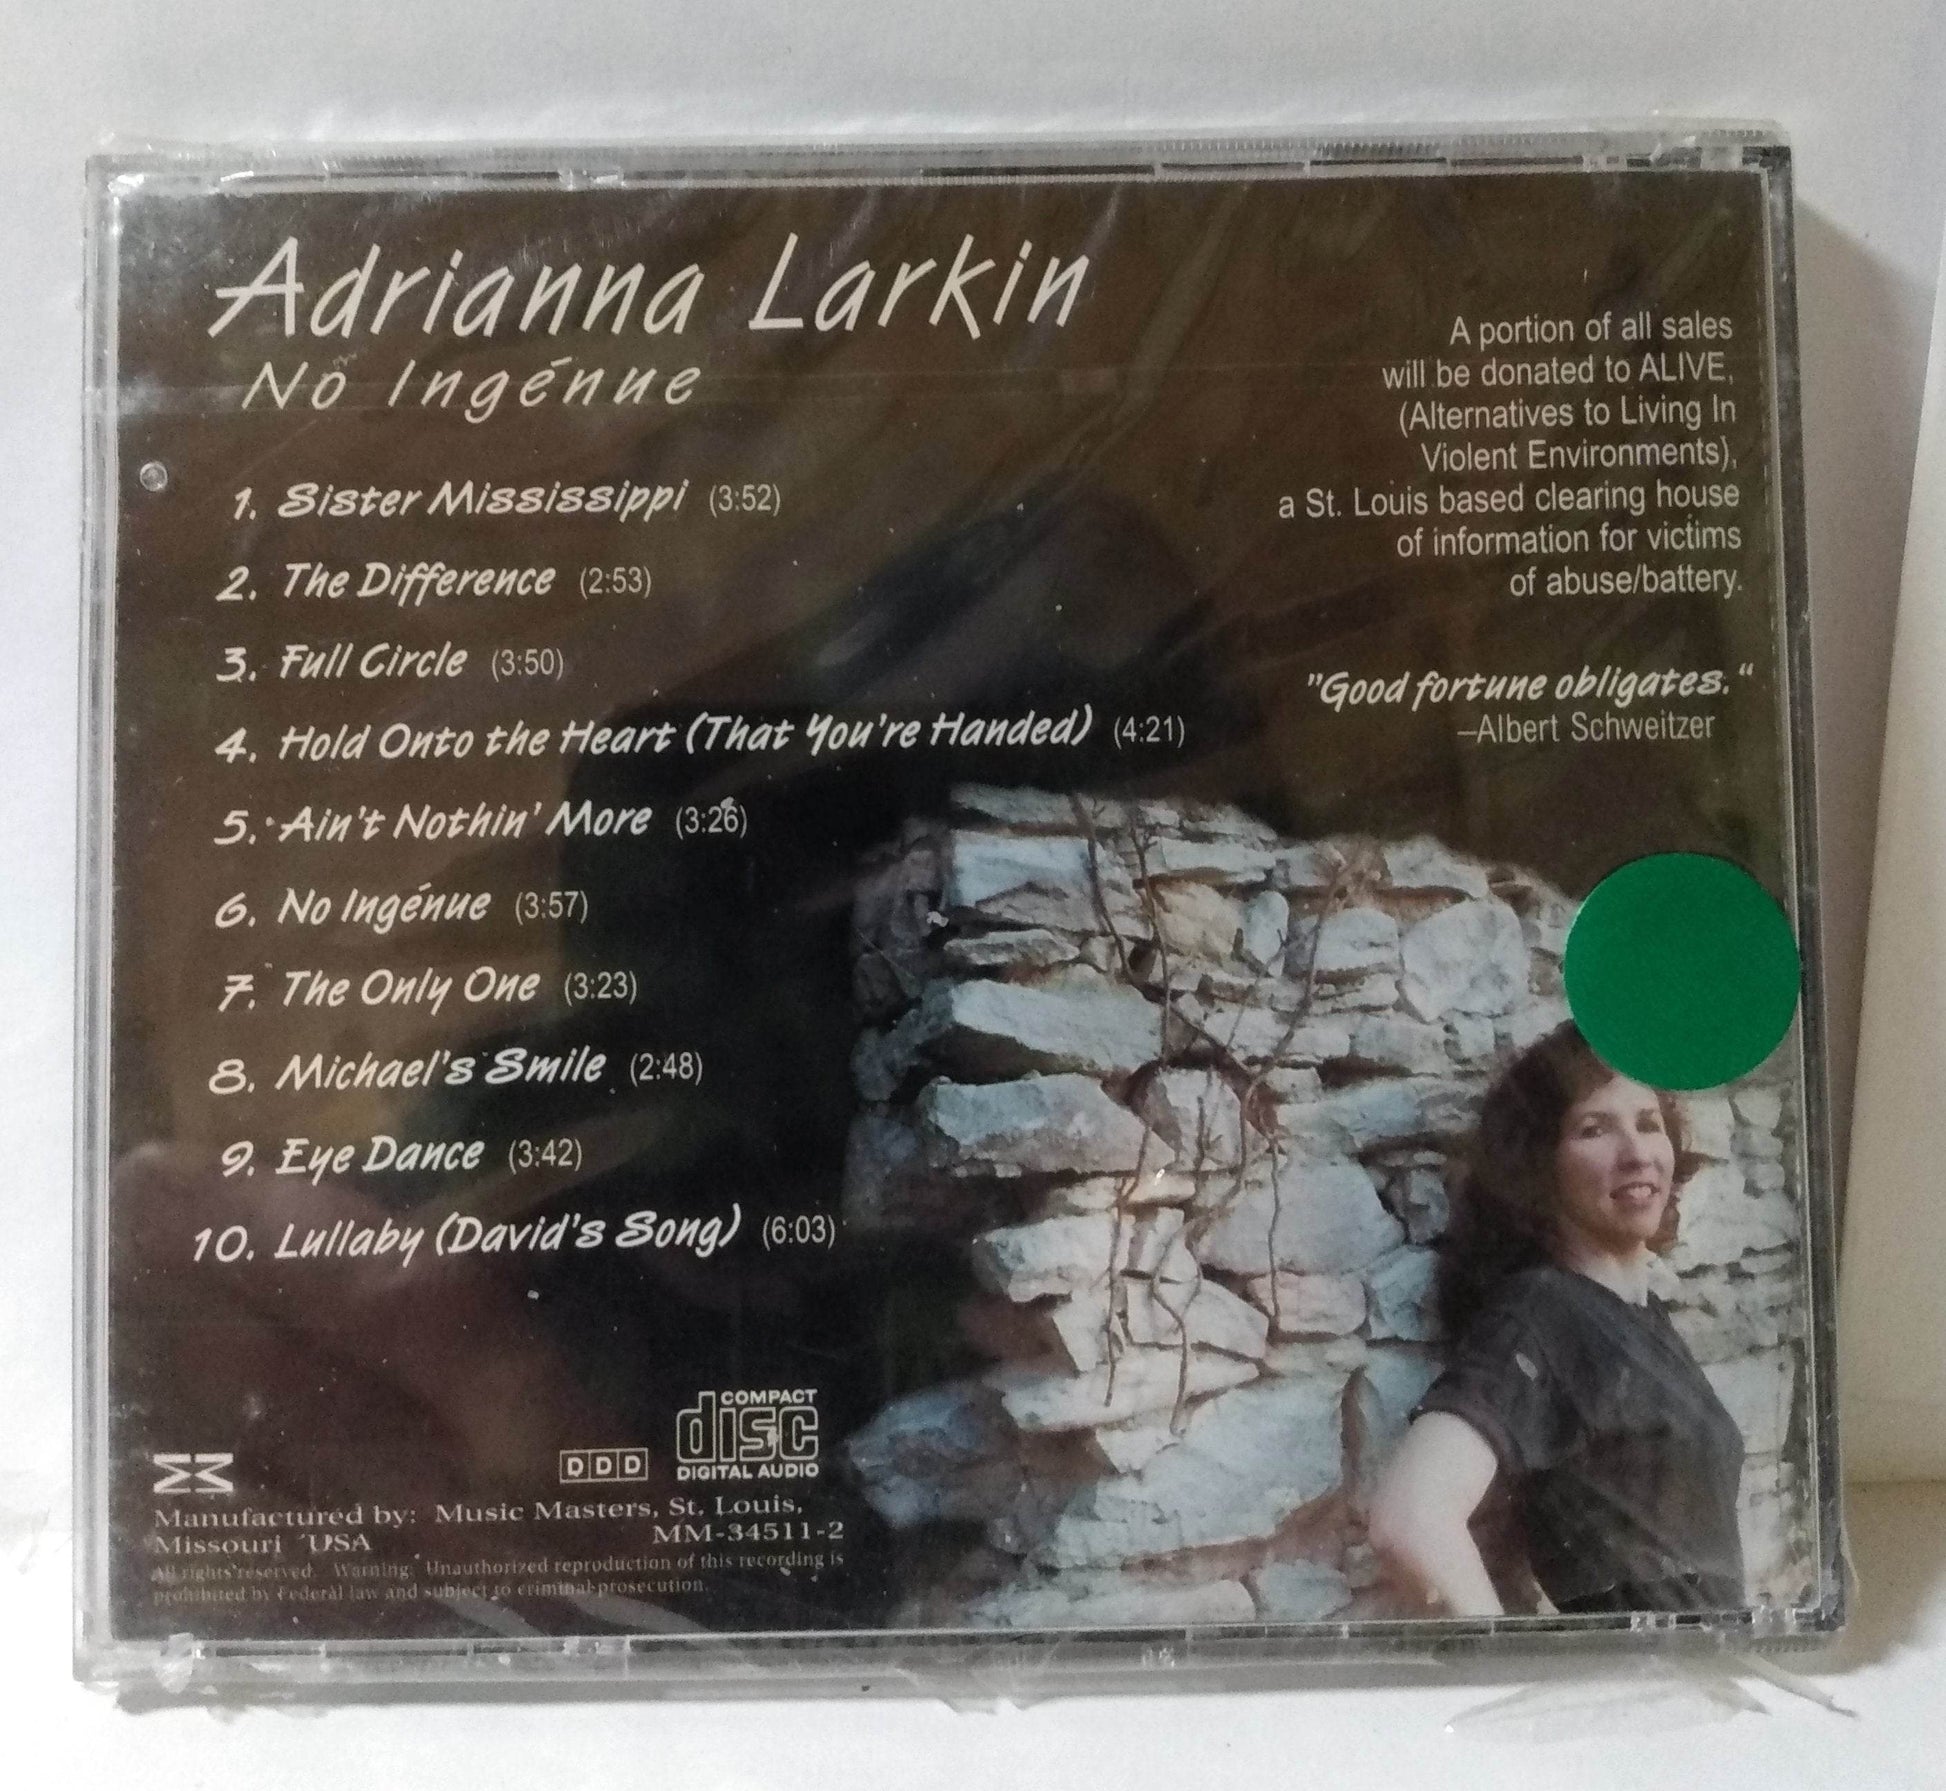 Adrianna Larkin
No Ingénue
1. Sister Mississippi (3:52)
2. The Difference (2:53)
3. Full Circle (3:50)
4. Hold Onto the Heart (That You're Handed) (4:21)
5. Ain't Nothin' More (3:26)
6. No Ingénue (3:57)
7. The Only One (3:23)
8. Michael's Smile (2:48)
9. Eye Dance (3:42)
10. Lullaby (David's Song) (6:03)
A portion of all sales
will be donated to ALIVE,
(Alternatives to Living In
Violent Environments),
a St. Louis based clearing house
of information for victims
of abuse/battery.
"Good fortune obligates."
–Albert Schweitzer
DDD
COMPACT
disc
DIGITAL AUDIO
Manufactured by: Music Masters, St. Louis,
Missouri USA MM-34511-2
All rights reserved. Warning: Unauthorized reproduction of this recording is
prohibited by Federal law and subject to criminal prosecution.